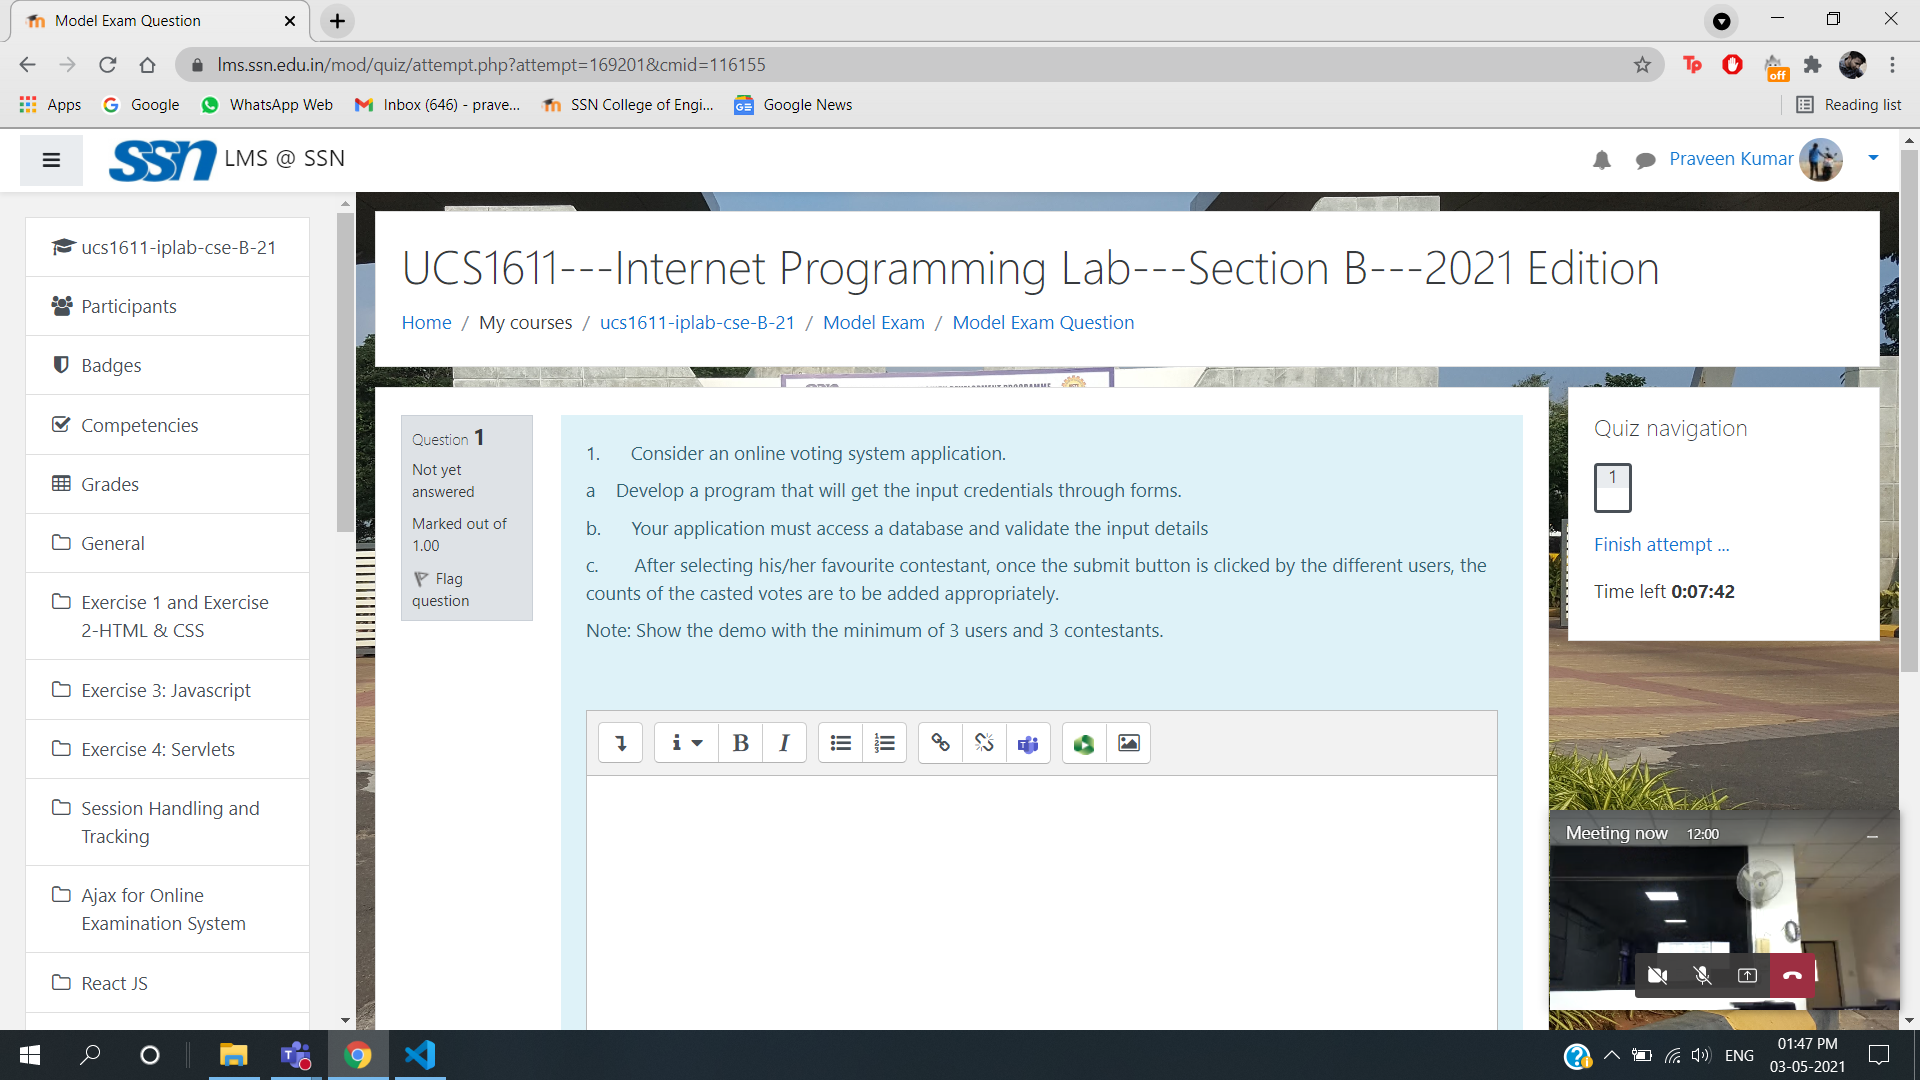 Model Exam Question
lms.ssn.edu.in/mod/quiz/attempt.php?attempt=169201&cmid=116155
Tp
off
Apps
Google
WhatsApp Web
Inbox (646) - prave...
SSN College of Engi...
Google News
Reading list
ssn LMS @ SSN
Praveen Kumar
ucs1611-iplab-cse-B-21
Participants
Badges
Competencies
Grades
General
Exercise 1 and Exercise
2-HTML & CSS
Exercise 3: Javascript
Exercise 4: Servlets
Session Handling and
Tracking
Ajax for Online
Examination System
React JS
UCS1611---Internet Programming Lab---Section B---2021 Edition
Home / My courses / ucs1611-iplab-cse-B-21 / Model Exam / Model Exam Question
Question 1
Not yet
answered
Marked out of
1.00
Flag
question
1. Consider an online voting system application.
a Develop a program that will get the input credentials through forms.
b. Your application must access a database and validate the input details
c. After selecting his/her favourite contestant, once the submit button is clicked by the different users, the
counts of the casted votes are to be added appropriately.
Note: Show the demo with the minimum of 3 users and 3 contestants.
i B I
Quiz navigation
1
Finish attempt ...
Time left 0:07:42
Meeting now 12:00
ENG
01:47 PM
03-05-2021